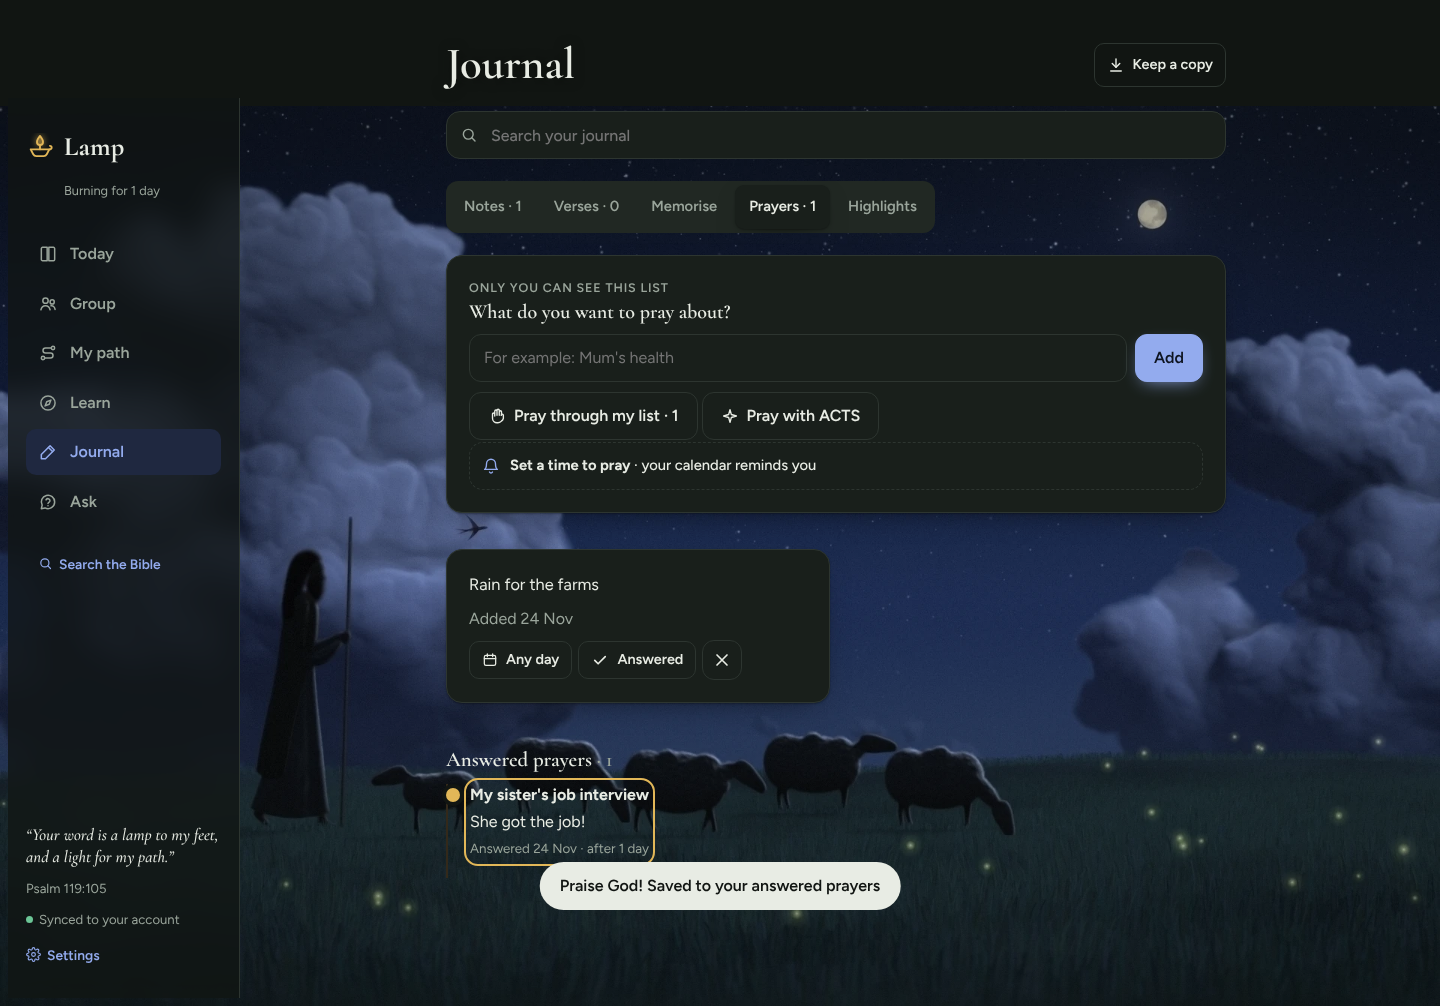 Journal
Keep a copy
Lamp
Burning for 1 day
Today
Group
My path
Learn
Journal
Ask
Search the Bible
“Your word is a lamp to my feet,
and a light for my path.”
Psalm 119:105
Synced to your account
Settings
Search your journal
Notes · 1
Verses · 0
Memorise
Prayers · 1
Highlights
ONLY YOU CAN SEE THIS LIST
What do you want to pray about?
For example: Mum's health
Add
Pray through my list · 1
Pray with ACTS
Set a time to pray · your calendar reminds you
Rain for the farms
Added 24 Nov
Any day
Answered
Answered prayers · 1
My sister's job interview
She got the job!
Answered 24 Nov · after 1 day
Praise God! Saved to your answered prayers